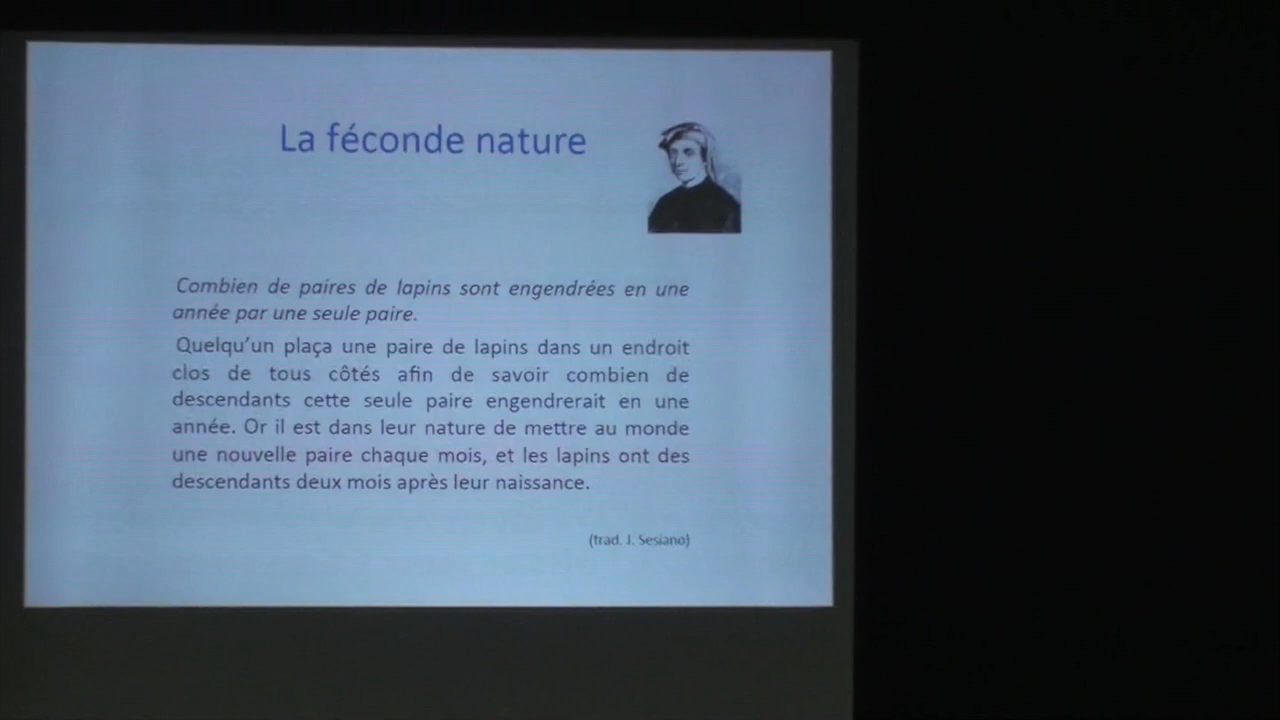 La féconde nature
Combien de paires de lapins sont engendrées en une
année par une seule paire.
Quelqu’un plaça une paire de lapins dans un endroit
clos de tous côtés afin de savoir combien de
descendants cette seule paire engendrerait en une
année. Or il est dans leur nature de mettre au monde
une nouvelle paire chaque mois, et les lapins ont des
descendants deux mois après leur naissance.
(trad. J. Sesiano)